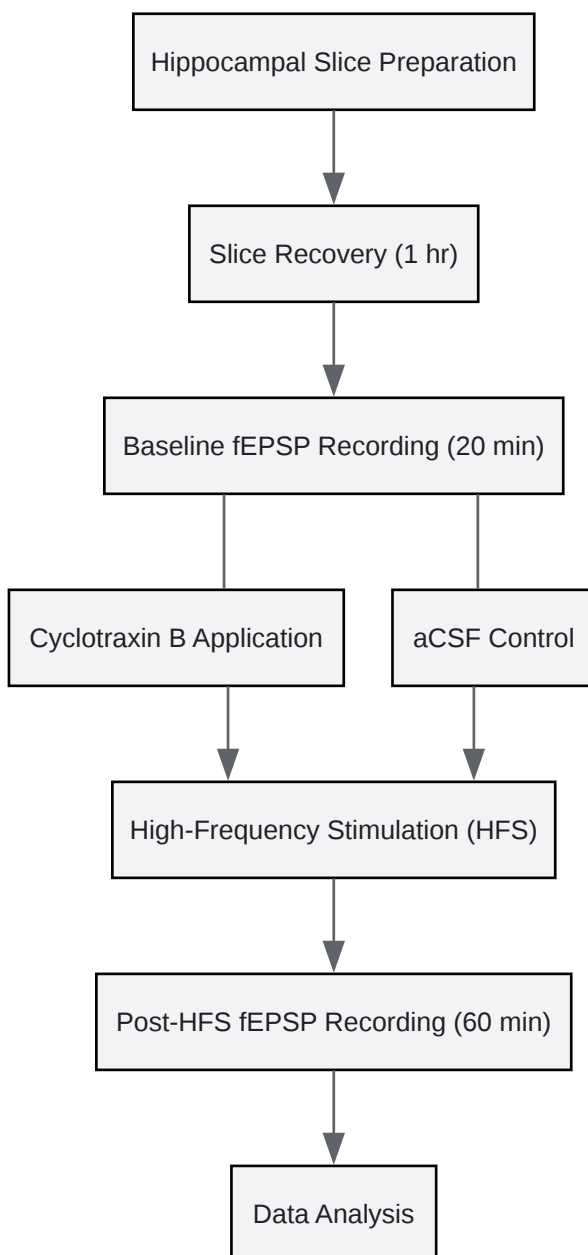 Hippocampal Slice Preparation
Slice Recovery (1 hr)
Baseline fEPSP Recording (20 min)
Cyclotraxin B Application
aCSF Control
High-Frequency Stimulation (HFS)
Post-HFS fEPSP Recording (60 min)
Data Analysis